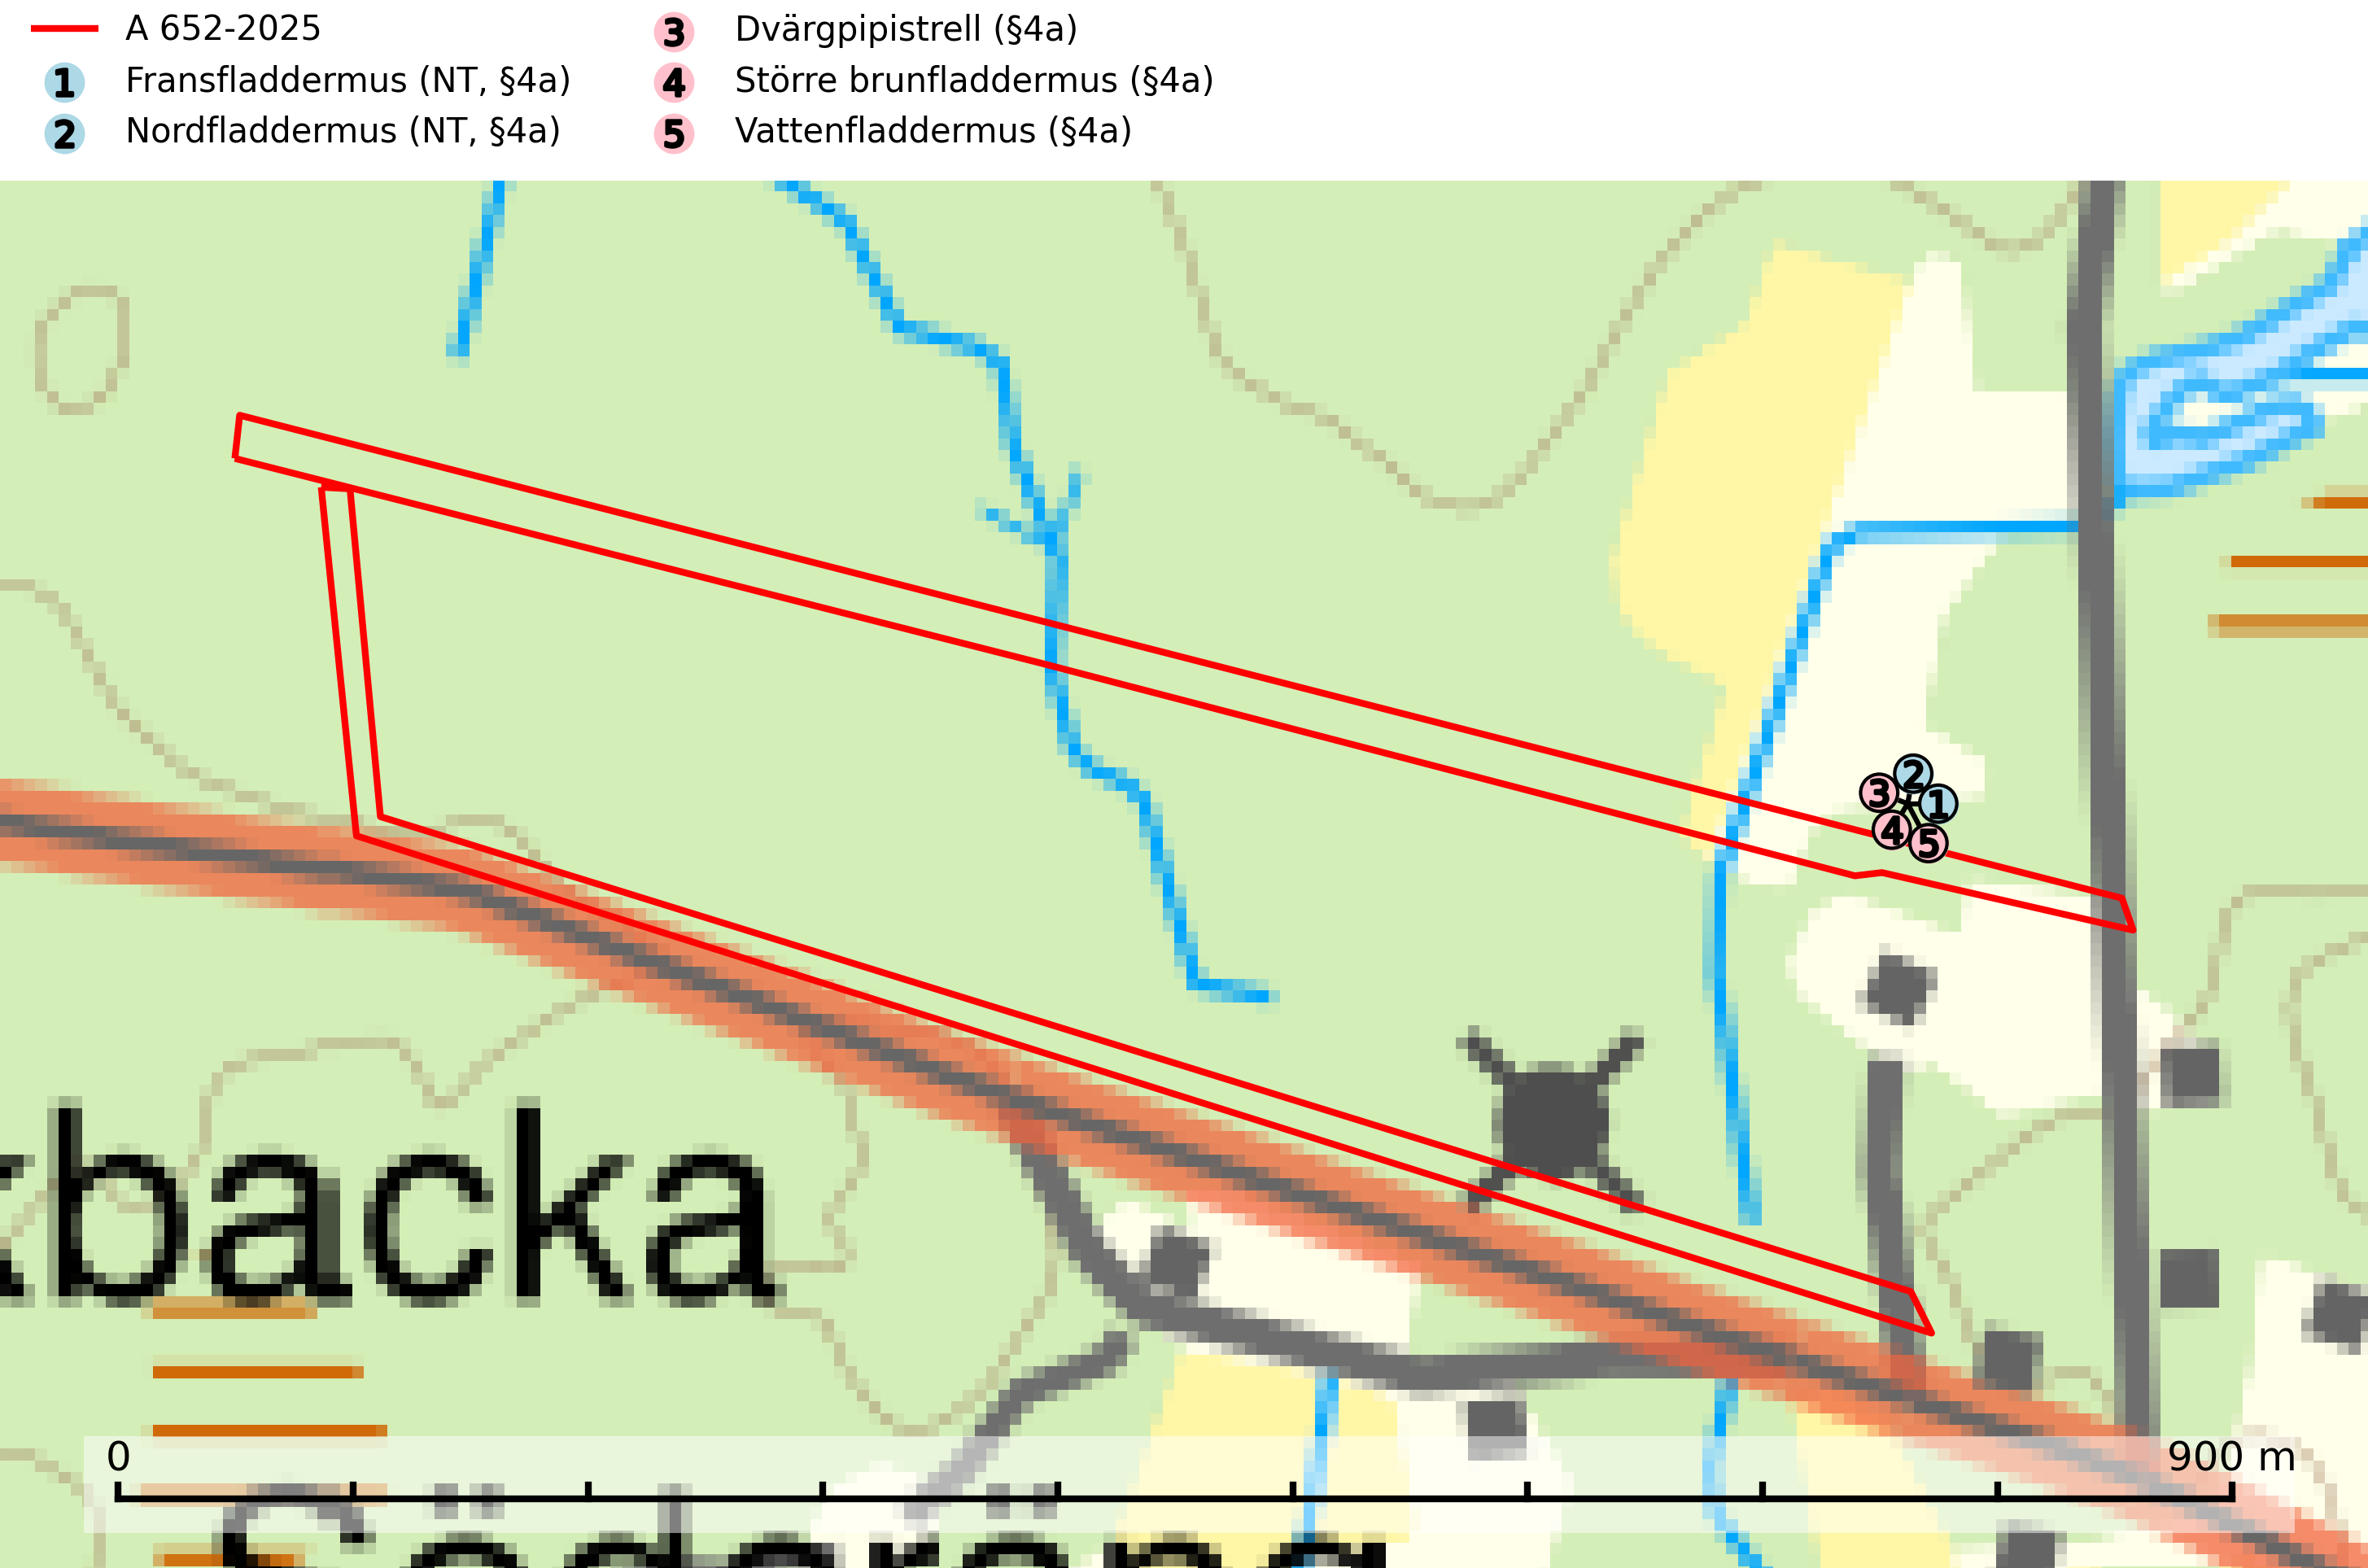 A 652-2025
1 Fransfladdermus (NT, §4a)
2 Nordfladdermus (NT, §4a)
3 Dvärgpipistrell (§4a)
4 Större brunfladdermus (§4a)
5 Vattenfladdermus (§4a)
2
3 1
4 5
backa
0 900 m